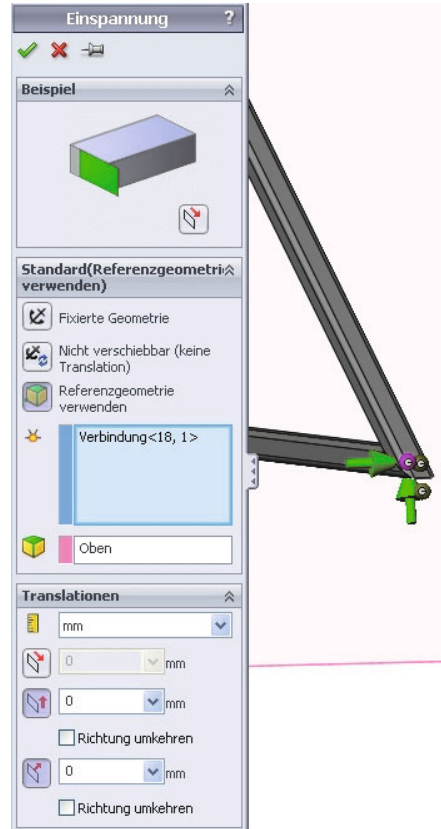 Einspannung ?
Beispiel
Standard(Referenzgeometrie
verwenden)
Fixierte Geometrie
Nicht verschiebbar (keine
Translation)
Referenzgeometrie
verwenden
Verbindung<18, 1>
Oben
Translationen
mm
0 mm
0 mm
Richtung umkehren
0 mm
Richtung umkehren